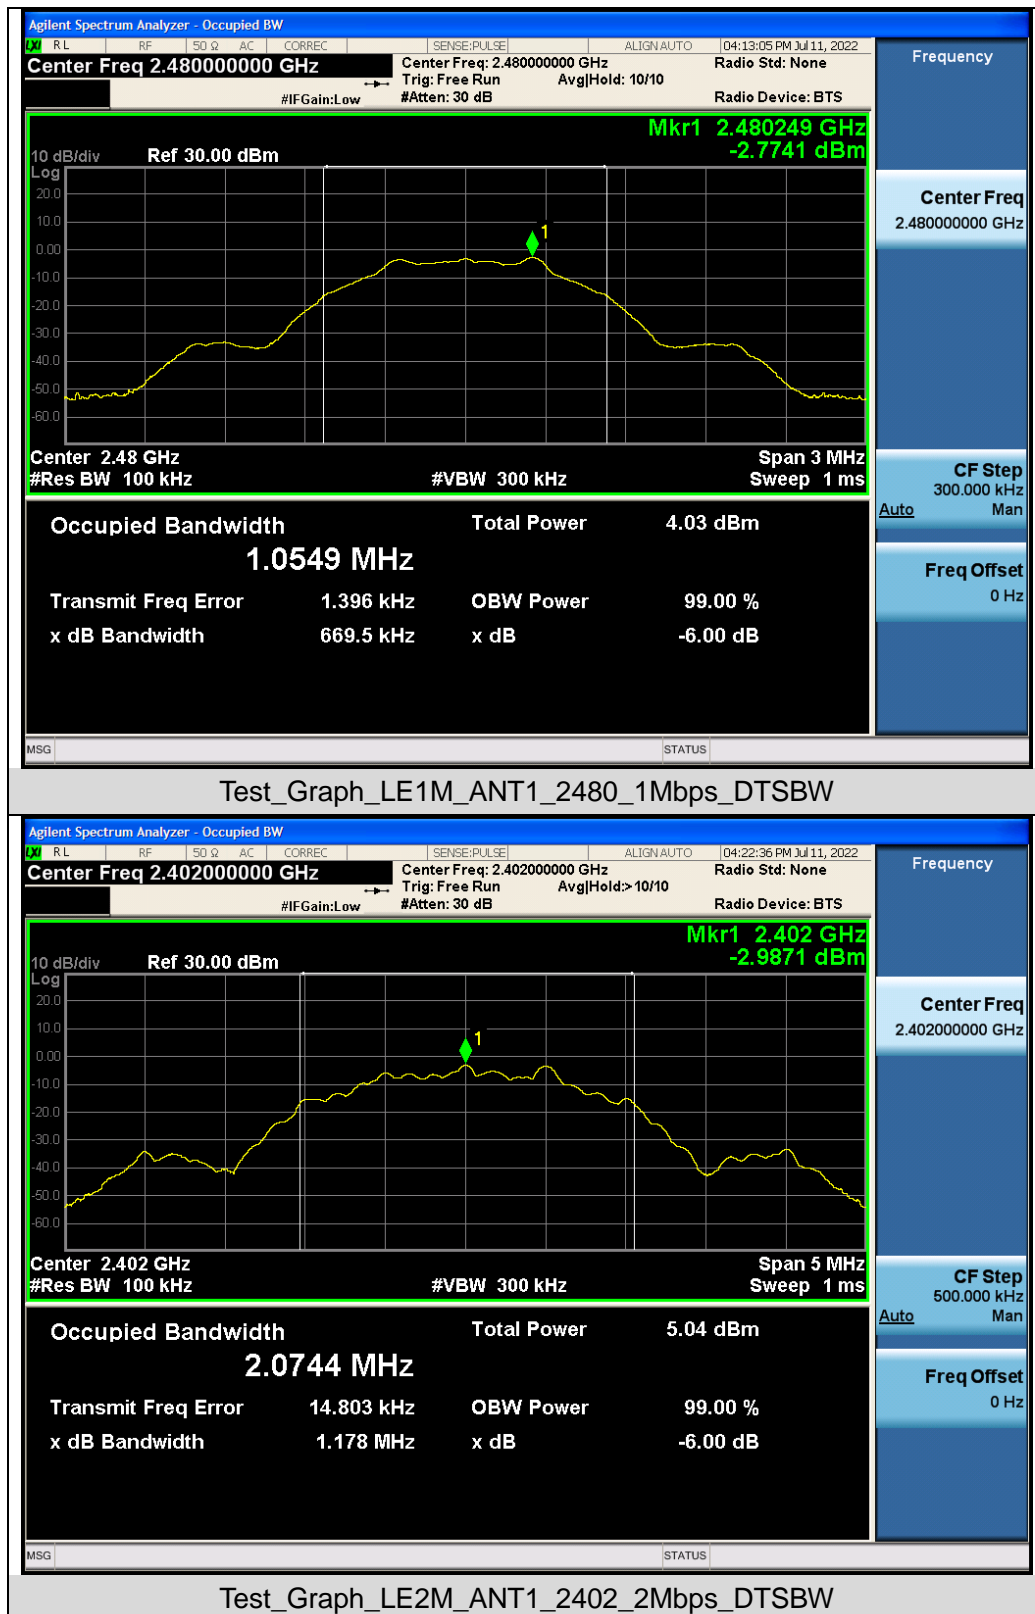 Agilent Spectrum Analyzer - Occupied BW
LXI RL RF 50 Ω AC CORREC SENSE:PULSE ALIGN AUTO 04:13:05 PM Jul 11, 2022
Center Freq 2.480000000 GHz Center Freq: 2.480000000 GHz Radio Std: None Frequency
Trig: Free Run Avg|Hold: 10/10
#IFGain:Low #Atten: 30 dB Radio Device: BTS
Mkr1 2.480249 GHz
10 dB/div Ref 30.00 dBm -2.7741 dBm
Log
20.0
10.0
0.00
-10.0
-20.0
-30.0
-40.0
-50.0
-60.0
1
Center Freq
2.480000000 GHz
Center 2.48 GHz Span 3 MHz
#Res BW 100 kHz #VBW 300 kHz Sweep 1 ms
CF Step
300.000 kHz
Auto Man
Occupied Bandwidth Total Power 4.03 dBm
1.0549 MHz
Freq Offset
0 Hz
Transmit Freq Error 1.396 kHz OBW Power 99.00 %
x dB Bandwidth 669.5 kHz x dB -6.00 dB
MSG STATUS
Test_Graph_LE1M_ANT1_2480_1Mbps_DTSBW
Agilent Spectrum Analyzer - Occupied BW
LXI RL RF 50 Ω AC CORREC SENSE:PULSE ALIGN AUTO 04:22:36 PM Jul 11, 2022
Center Freq 2.402000000 GHz Center Freq: 2.402000000 GHz Radio Std: None Frequency
Trig: Free Run Avg|Hold:>10/10
#IFGain:Low #Atten: 30 dB Radio Device: BTS
Mkr1 2.402 GHz
10 dB/div Ref 30.00 dBm -2.9871 dBm
Log
20.0
10.0
0.00
-10.0
-20.0
-30.0
-40.0
-50.0
-60.0
1
Center Freq
2.402000000 GHz
Center 2.402 GHz Span 5 MHz
#Res BW 100 kHz #VBW 300 kHz Sweep 1 ms
CF Step
500.000 kHz
Auto Man
Occupied Bandwidth Total Power 5.04 dBm
2.0744 MHz
Freq Offset
0 Hz
Transmit Freq Error 14.803 kHz OBW Power 99.00 %
x dB Bandwidth 1.178 MHz x dB -6.00 dB
MSG STATUS
Test_Graph_LE2M_ANT1_2402_2Mbps_DTSBW